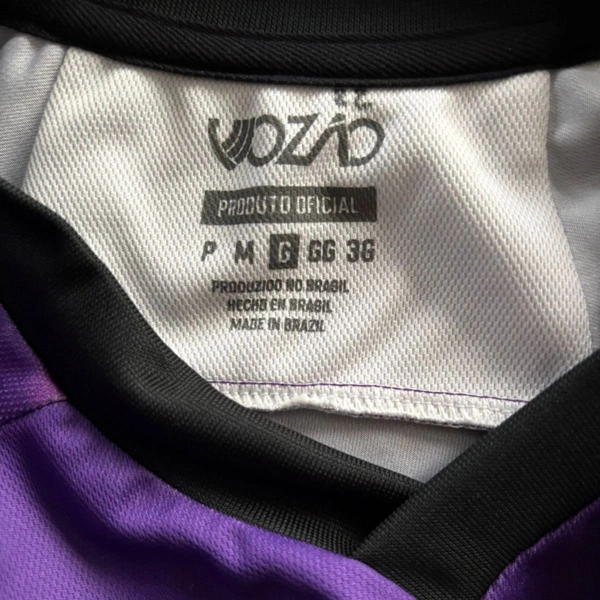 VOZÃO
PRODUTO OFICIAL
P M G GG 3G
PRODUZIDO NO BRASIL
HECHO EN BRASIL
MADE IN BRAZIL